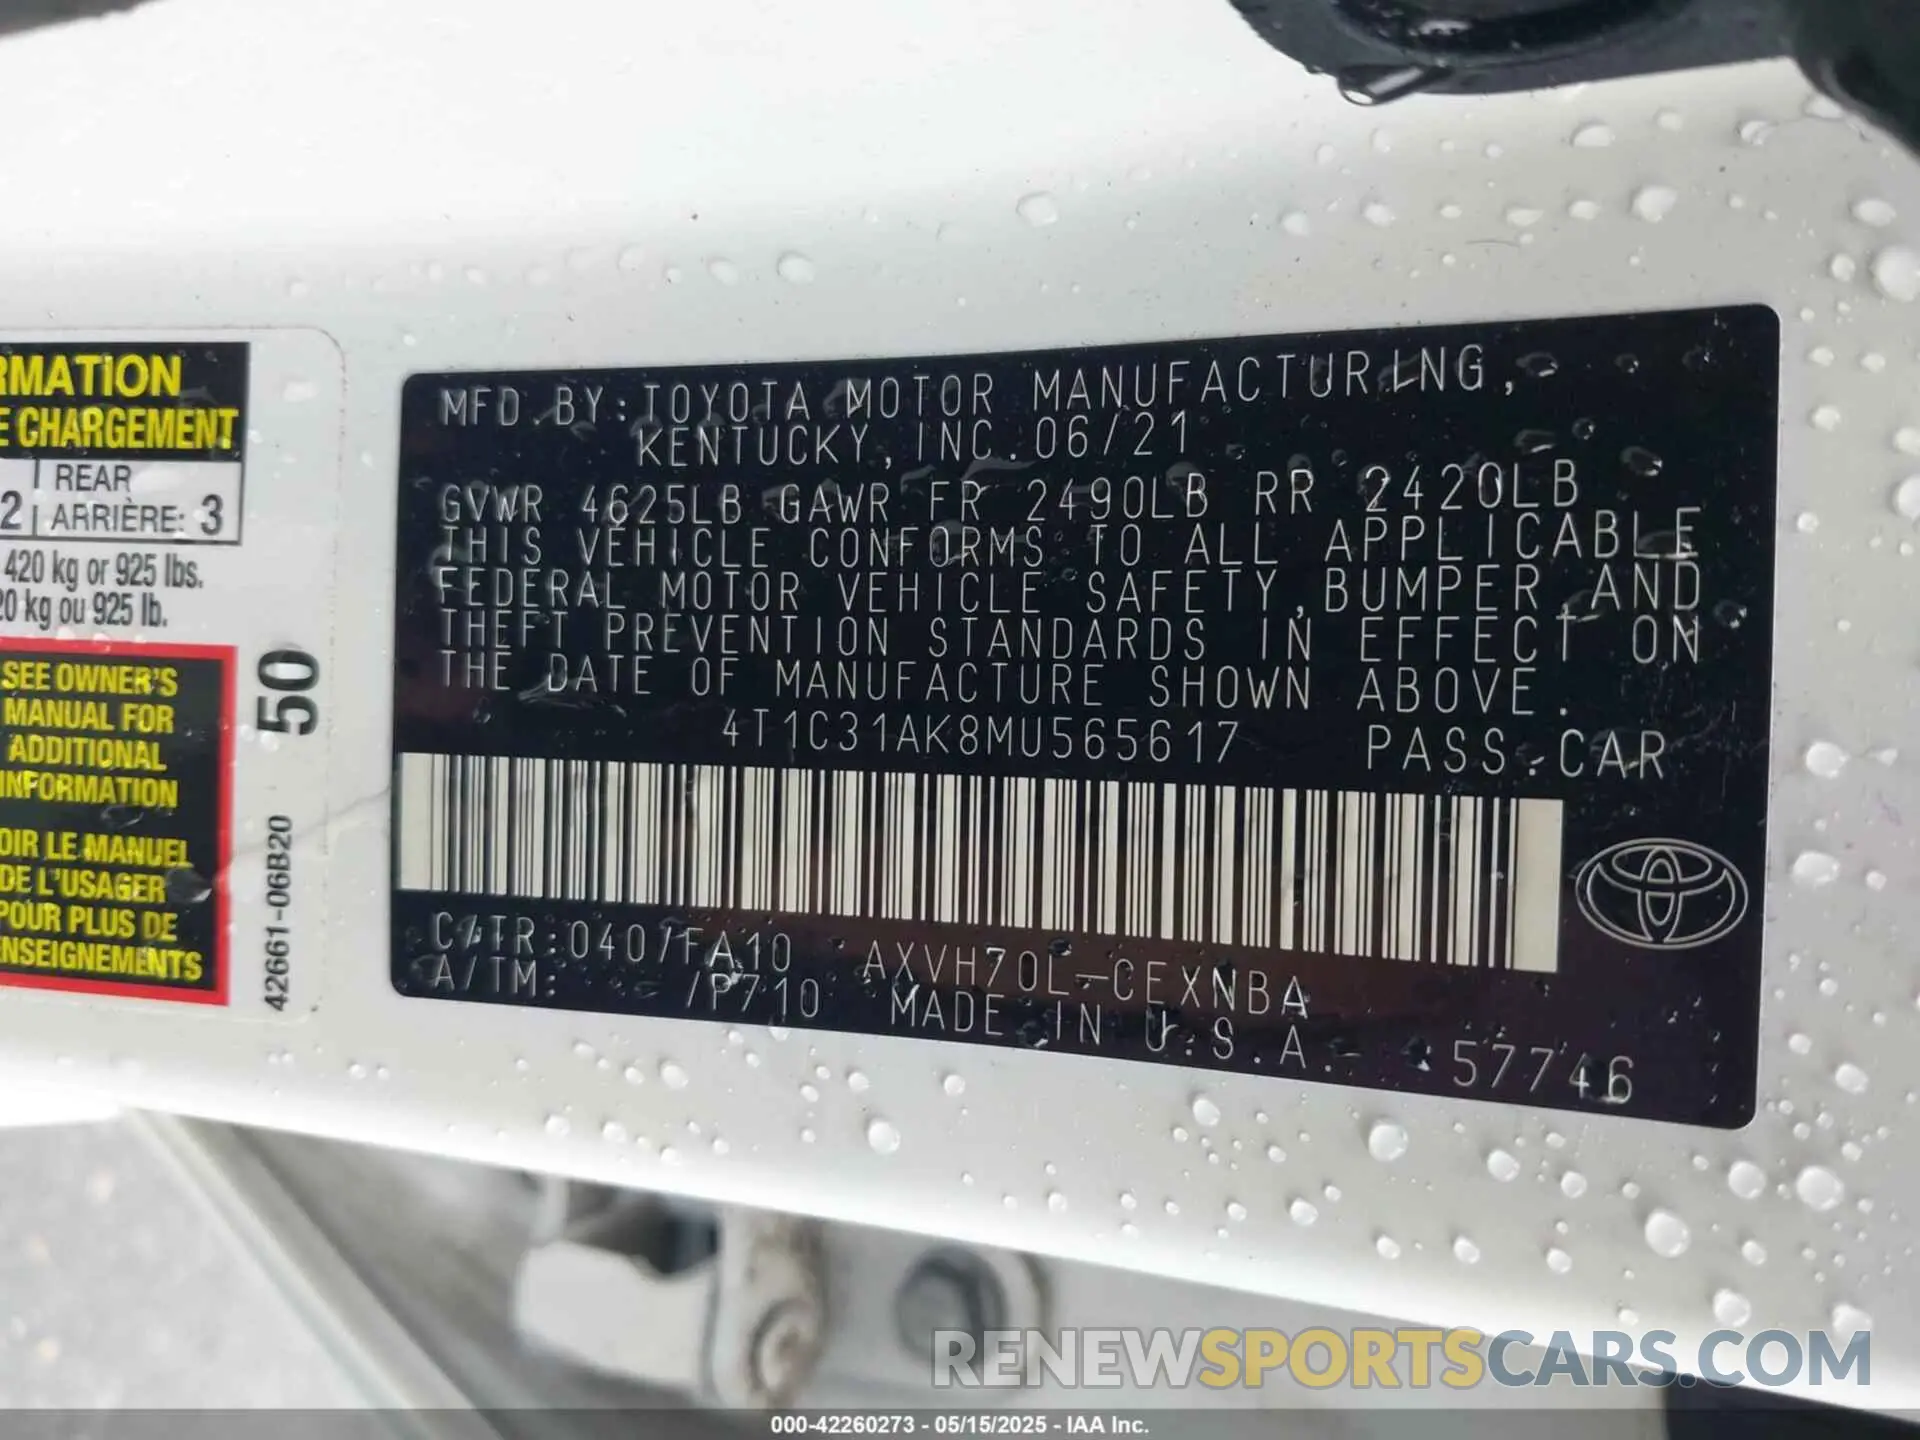 RMATION
E CHARGEMENT
REAR
2 ARRIÈRE: 3
420 kg or 925 lbs.
20 kg ou 925 lb.
SEE OWNER'S
MANUAL FOR
ADDITIONAL
INFORMATION
OIR LE MANUEL
DE L'USAGER
POUR PLUS DE
ENSEIGNEMENTS
50
42661-06B20
MFD.BY:TOYOTA MOTOR MANUFACTURING,
KENTUCKY,INC.06/21
GVWR 4625LB GAWR FR 2490LB RR 2420LB
THIS VEHICLE CONFORMS TO ALL APPLICABLE
FEDERAL MOTOR VEHICLE SAFETY,BUMPER,AND
THEFT PREVENTION STANDARDS IN EFFECT ON
THE DATE OF MANUFACTURE SHOWN ABOVE.
4T1C31AK8MU565617 PASS.CAR
C/TR:040/FA10 AXVH70L-CEXNBA
A/TM: /P710 MADE IN U.S.A. 57746
RENEWSPORTSCARS.COM
000-42260273 - 05/15/2025 - IAA Inc.